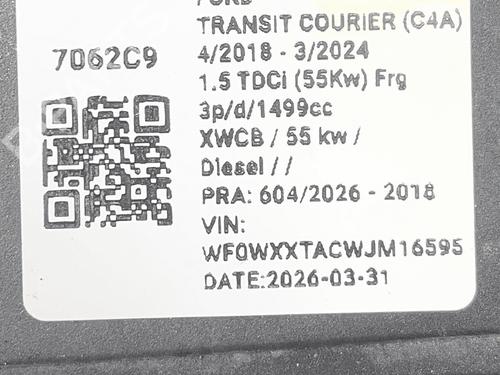 FORD
TRANSIT COURIER (C4A)
4/2018 - 3/2024
7062C9
1.5 TDCi (55Kw) Frg
3p/d/1499cc
XWCB / 55 kw /
Diesel / /
PRA: 604/2026 - 2018
VIN:
WF0WXXTACWJM16595
DATE:2026-03-31